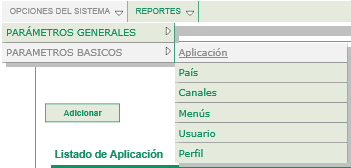 OPCIONES DEL SISTEMA REPORTES
PARÁMETROS GENERALES
PARAMETROS BASICOS Aplicación
País
Canales
Adicionar Menús
Usuario
Listado de Aplicación Perfil